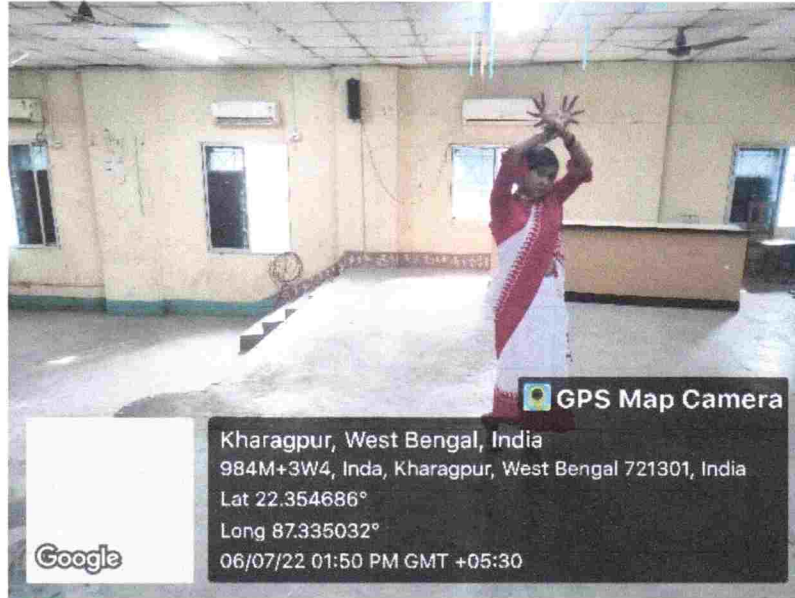 GPS Map Camera
Kharagpur, West Bengal, India
984M+3W4, Inda, Kharagpur, West Bengal 721301, India
Lat 22.354686°
Long 87.335032°
06/07/22 01:50 PM GMT +05:30
Google